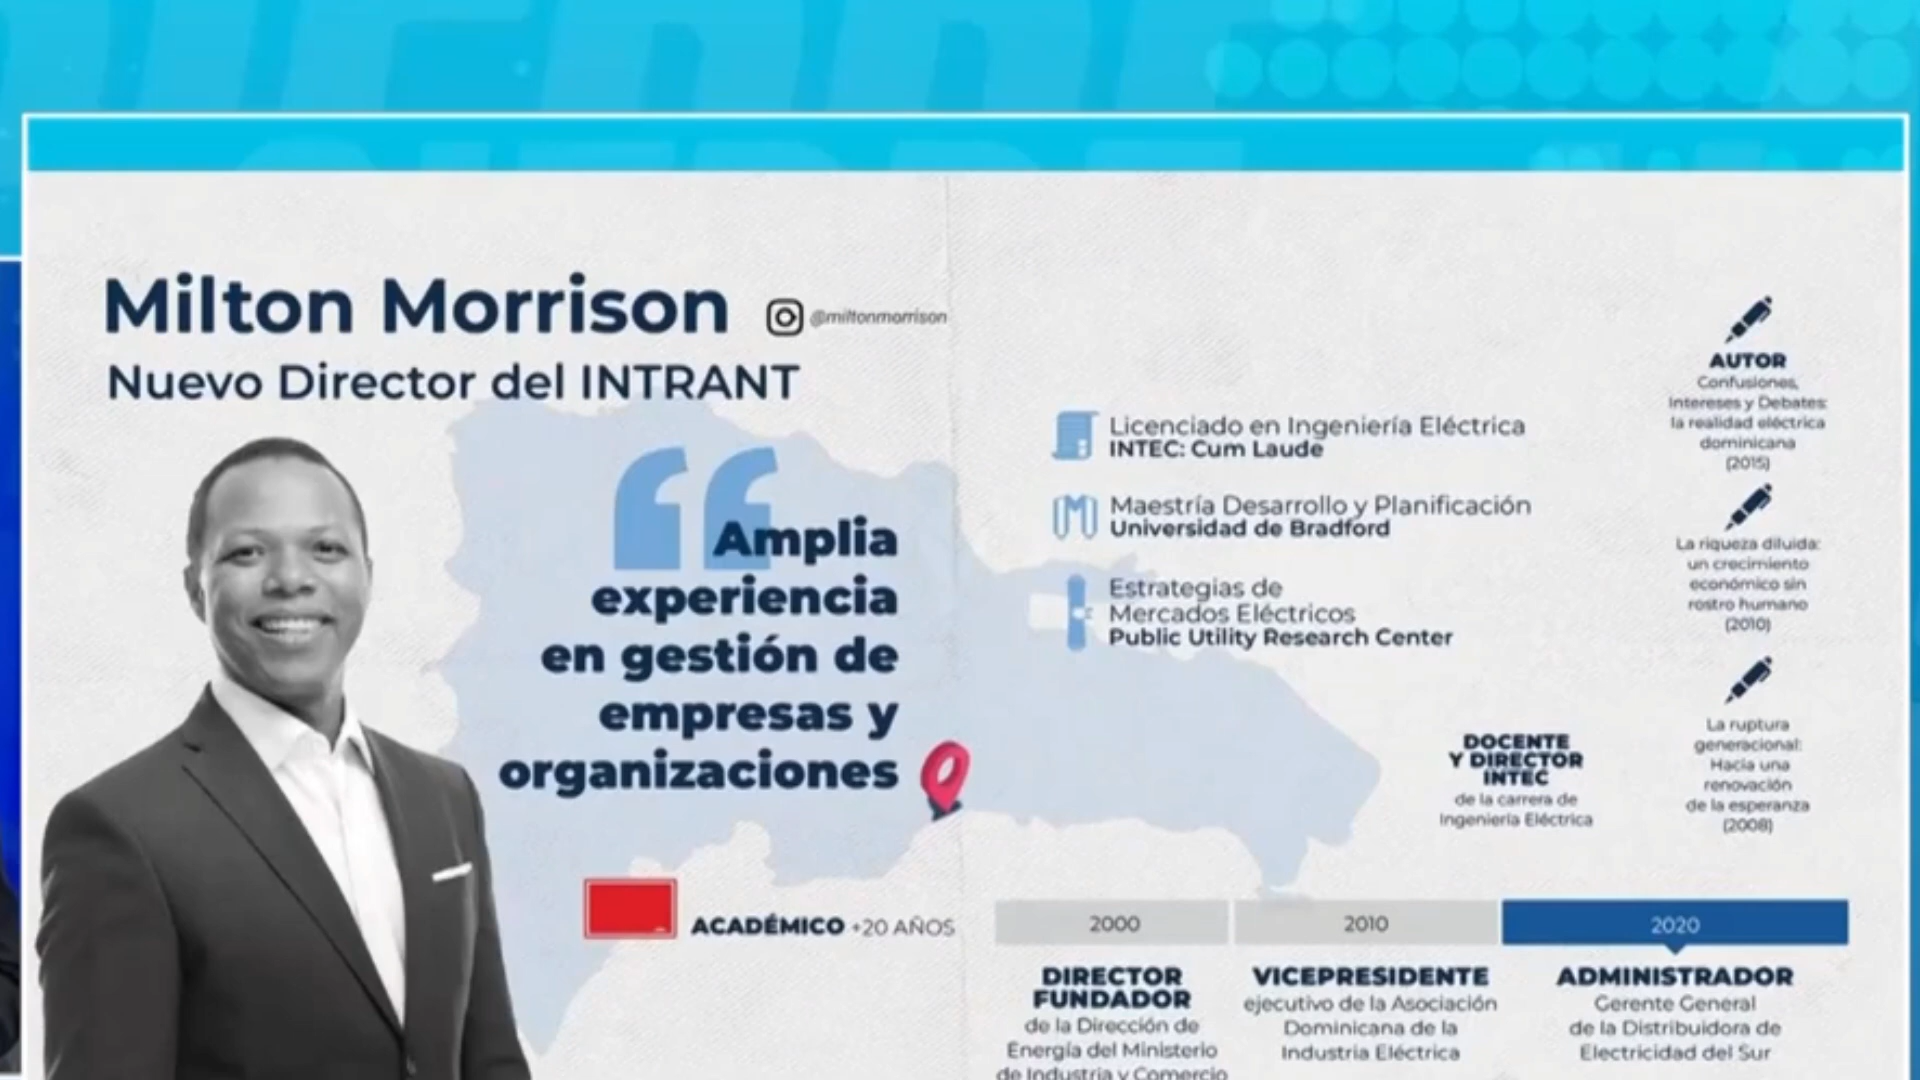 Milton Morrison
@miltonmorrison
Nuevo Director del INTRANT
Amplia
experiencia
en gestión de
empresas y
organizaciones
Licenciado en Ingeniería Eléctrica
INTEC: Cum Laude
Maestría Desarrollo y Planificación
Universidad de Bradford
Estrategias de
Mercados Eléctricos
Public Utility Research Center
AUTOR
Confusiones,
Intereses y Debates:
la realidad eléctrica
dominicana
(2015)
La riqueza diluida:
un crecimiento
económico sin
rostro humano
(2010)
La ruptura
generacional:
Hacia una
renovación
de la esperanza
(2008)
DOCENTE
Y DIRECTOR
INTEC
de la carrera de
Ingeniería Eléctrica
ACADÉMICO +20 AÑOS
2000
DIRECTOR
FUNDADOR
de la Dirección de
Energía del Ministerio
de Industria y Comercio
2010
VICEPRESIDENTE
ejecutivo de la Asociación
Dominicana de la
Industria Eléctrica
2020
ADMINISTRADOR
Gerente General
de la Distribuidora de
Electricidad del Sur